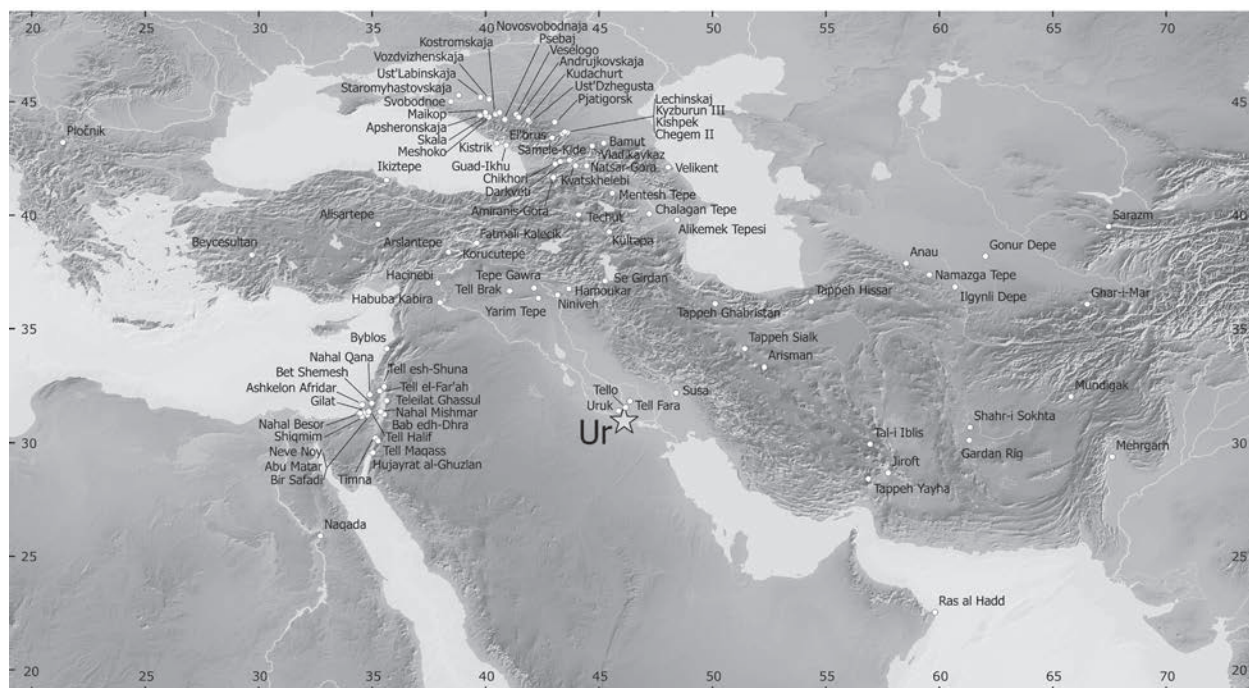 20 25 30 35 40 45 50 55 60 65 70
Novosvobodnaja
Psebaj
Kostromskaja
Veselogo
Vozdvizhenskaja
Andrujkovskaja
Kudachurt
Ust'Labinskaja
Ust'Dzhegusta
Staromyhastovskaja
Pjatigorsk
Lechinskaj
45 Svobodnoe 45
Kyzburun III
Maikop
Kishpek
Apsheronskaja
El'brus
Chegem II
Pločnik
Skala
Bamut
Meshoko
Kistrik
Samele-Klde
Vladikavkaz
Ikiztepe
Guad-Ikhu
Natsar-Gora
Velikent
Chikhori
Kvatskhelebi
Darkveti
Mentesh Tepe
Amiranis-Gora
Chalagan Tepe
40 Alisartepe
Techut
Sarazm 40
Alikemek Tepesi
Fatmali-Kalecik
Beycesultan
Arslantepe
Kültapa
Gonur Depe
Korucutepe
Anau
Hacinebi
Tepe Gawra
Se Girdan
Namazga Tepe
Tell Brak
Hamoukar
Tappeh Hissar
Ilgynli Depe
Ghar-i-Mar
Habuba Kabira
Niniveh
Yarim Tepe
Tappeh Ghabristan
35 35
Byblos
Tappeh Sialk
Nahal Qana
Arisman
Bet Shemesh
Tell esh-Shuna
Ashkelon Afridar
Tell el-Far'ah
Tello
Susa
Mundigak
Gilat
Teleilat Ghassul
Uruk
Tell Fara
Nahal Mishmar
Nahal Besor
Bab edh-Dhra
Ur
Shahr-i Sokhta
30 Shiqmim
Tell Halif
Tal-i Iblis
30
Neve Noy
Tell Maqass
Gardan Riq
Mehrgarh
Abu Matar
Hujayrat al-Ghuzlan
Jiroft
Bir Safadi
Timna
Tappeh Yayha
Naqada
25 25
Ras al Hadd
20 25 30 35 40 45 50 55 60 65 70 20